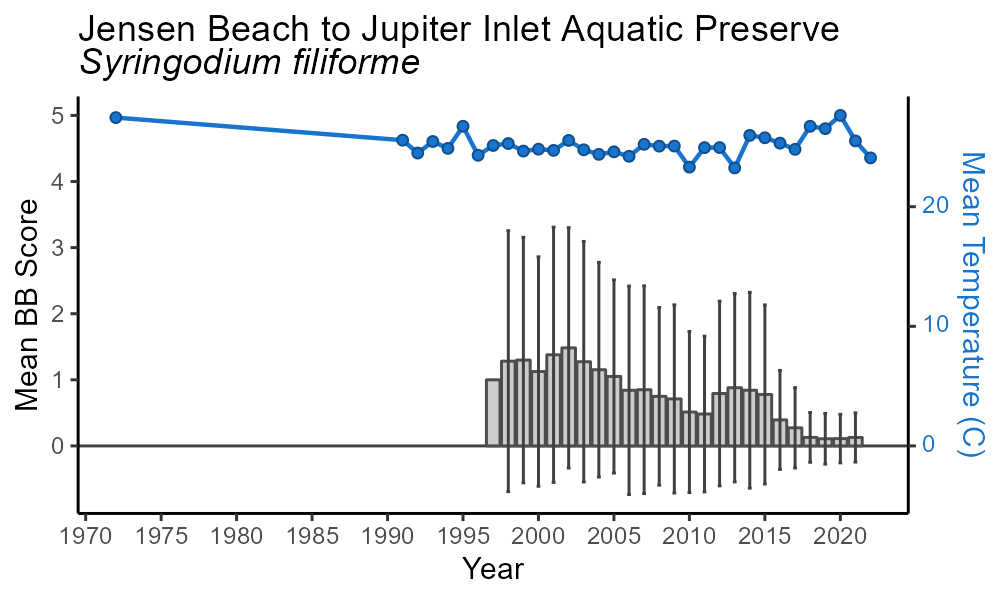 Jensen Beach to Jupiter Inlet Aquatic Preserve
Syringodium filiforme
5
4
3
2
1
0
Mean BB Score
20
10
0
Mean Temperature (C)
1970 1975 1980 1985 1990 1995 2000 2005 2010 2015 2020
Year